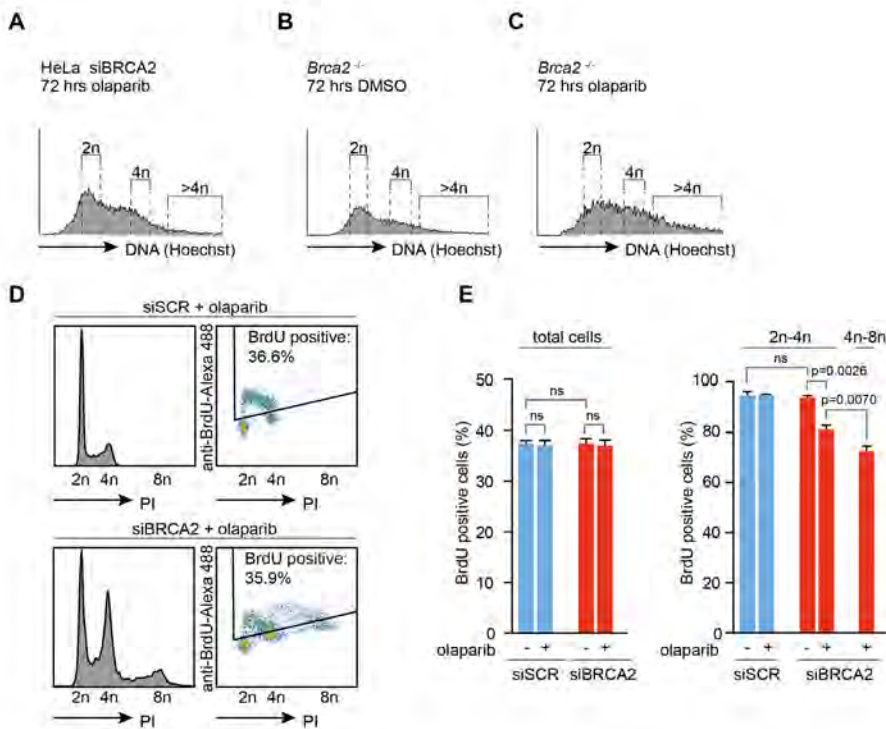 A
HeLa siBRCA2
72 hrs olaparib
2n
4n
>4n
DNA (Hoechst)
B
Brca2 -/-
72 hrs DMSO
2n
4n
>4n
DNA (Hoechst)
C
Brca2 -/-
72 hrs olaparib
2n
4n
>4n
DNA (Hoechst)
D
siSCR + olaparib
2n 4n 8n
PI
anti-BrdU-Alexa 488
BrdU positive:
36.6%
2n 4n 8n
PI
siBRCA2 + olaparib
2n 4n 8n
PI
anti-BrdU-Alexa 488
BrdU positive:
35.9%
2n 4n 8n
PI
E
total cells
BrdU positive cells (%)
50
40
30
20
10
0
ns
ns
ns
olaparib - + - +
siSCR siBRCA2
2n-4n 4n-8n
BrdU positive cells (%)
100
80
60
40
20
0
ns
p=0.0026
p=0.0070
olaparib - + - + +
siSCR siBRCA2